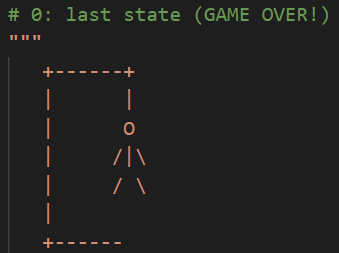 # 0: last state (GAME OVER!)
"""
   +------+
   |      |
   |      O
   |     /|\
   |     / \
   |
   +------